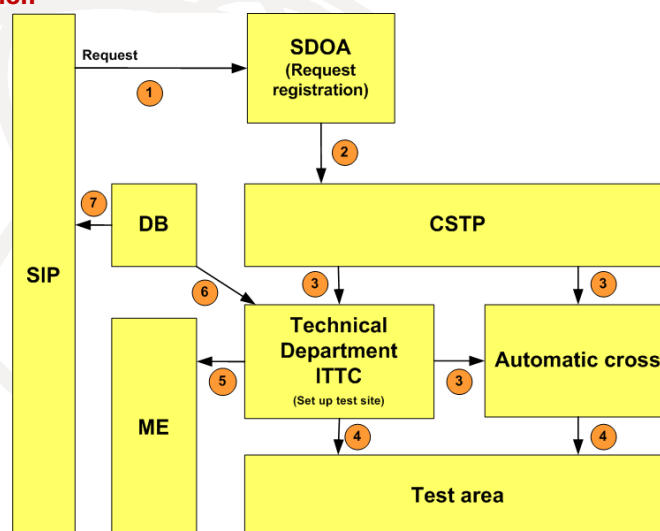 Request
1
SDOA
(Request
registration)
2
7
DB
CSTP
SIP
6
3
3
Technical
Department
ITTC
(Set up test site)
Automatic cross
5
3
ME
4
4
Test area